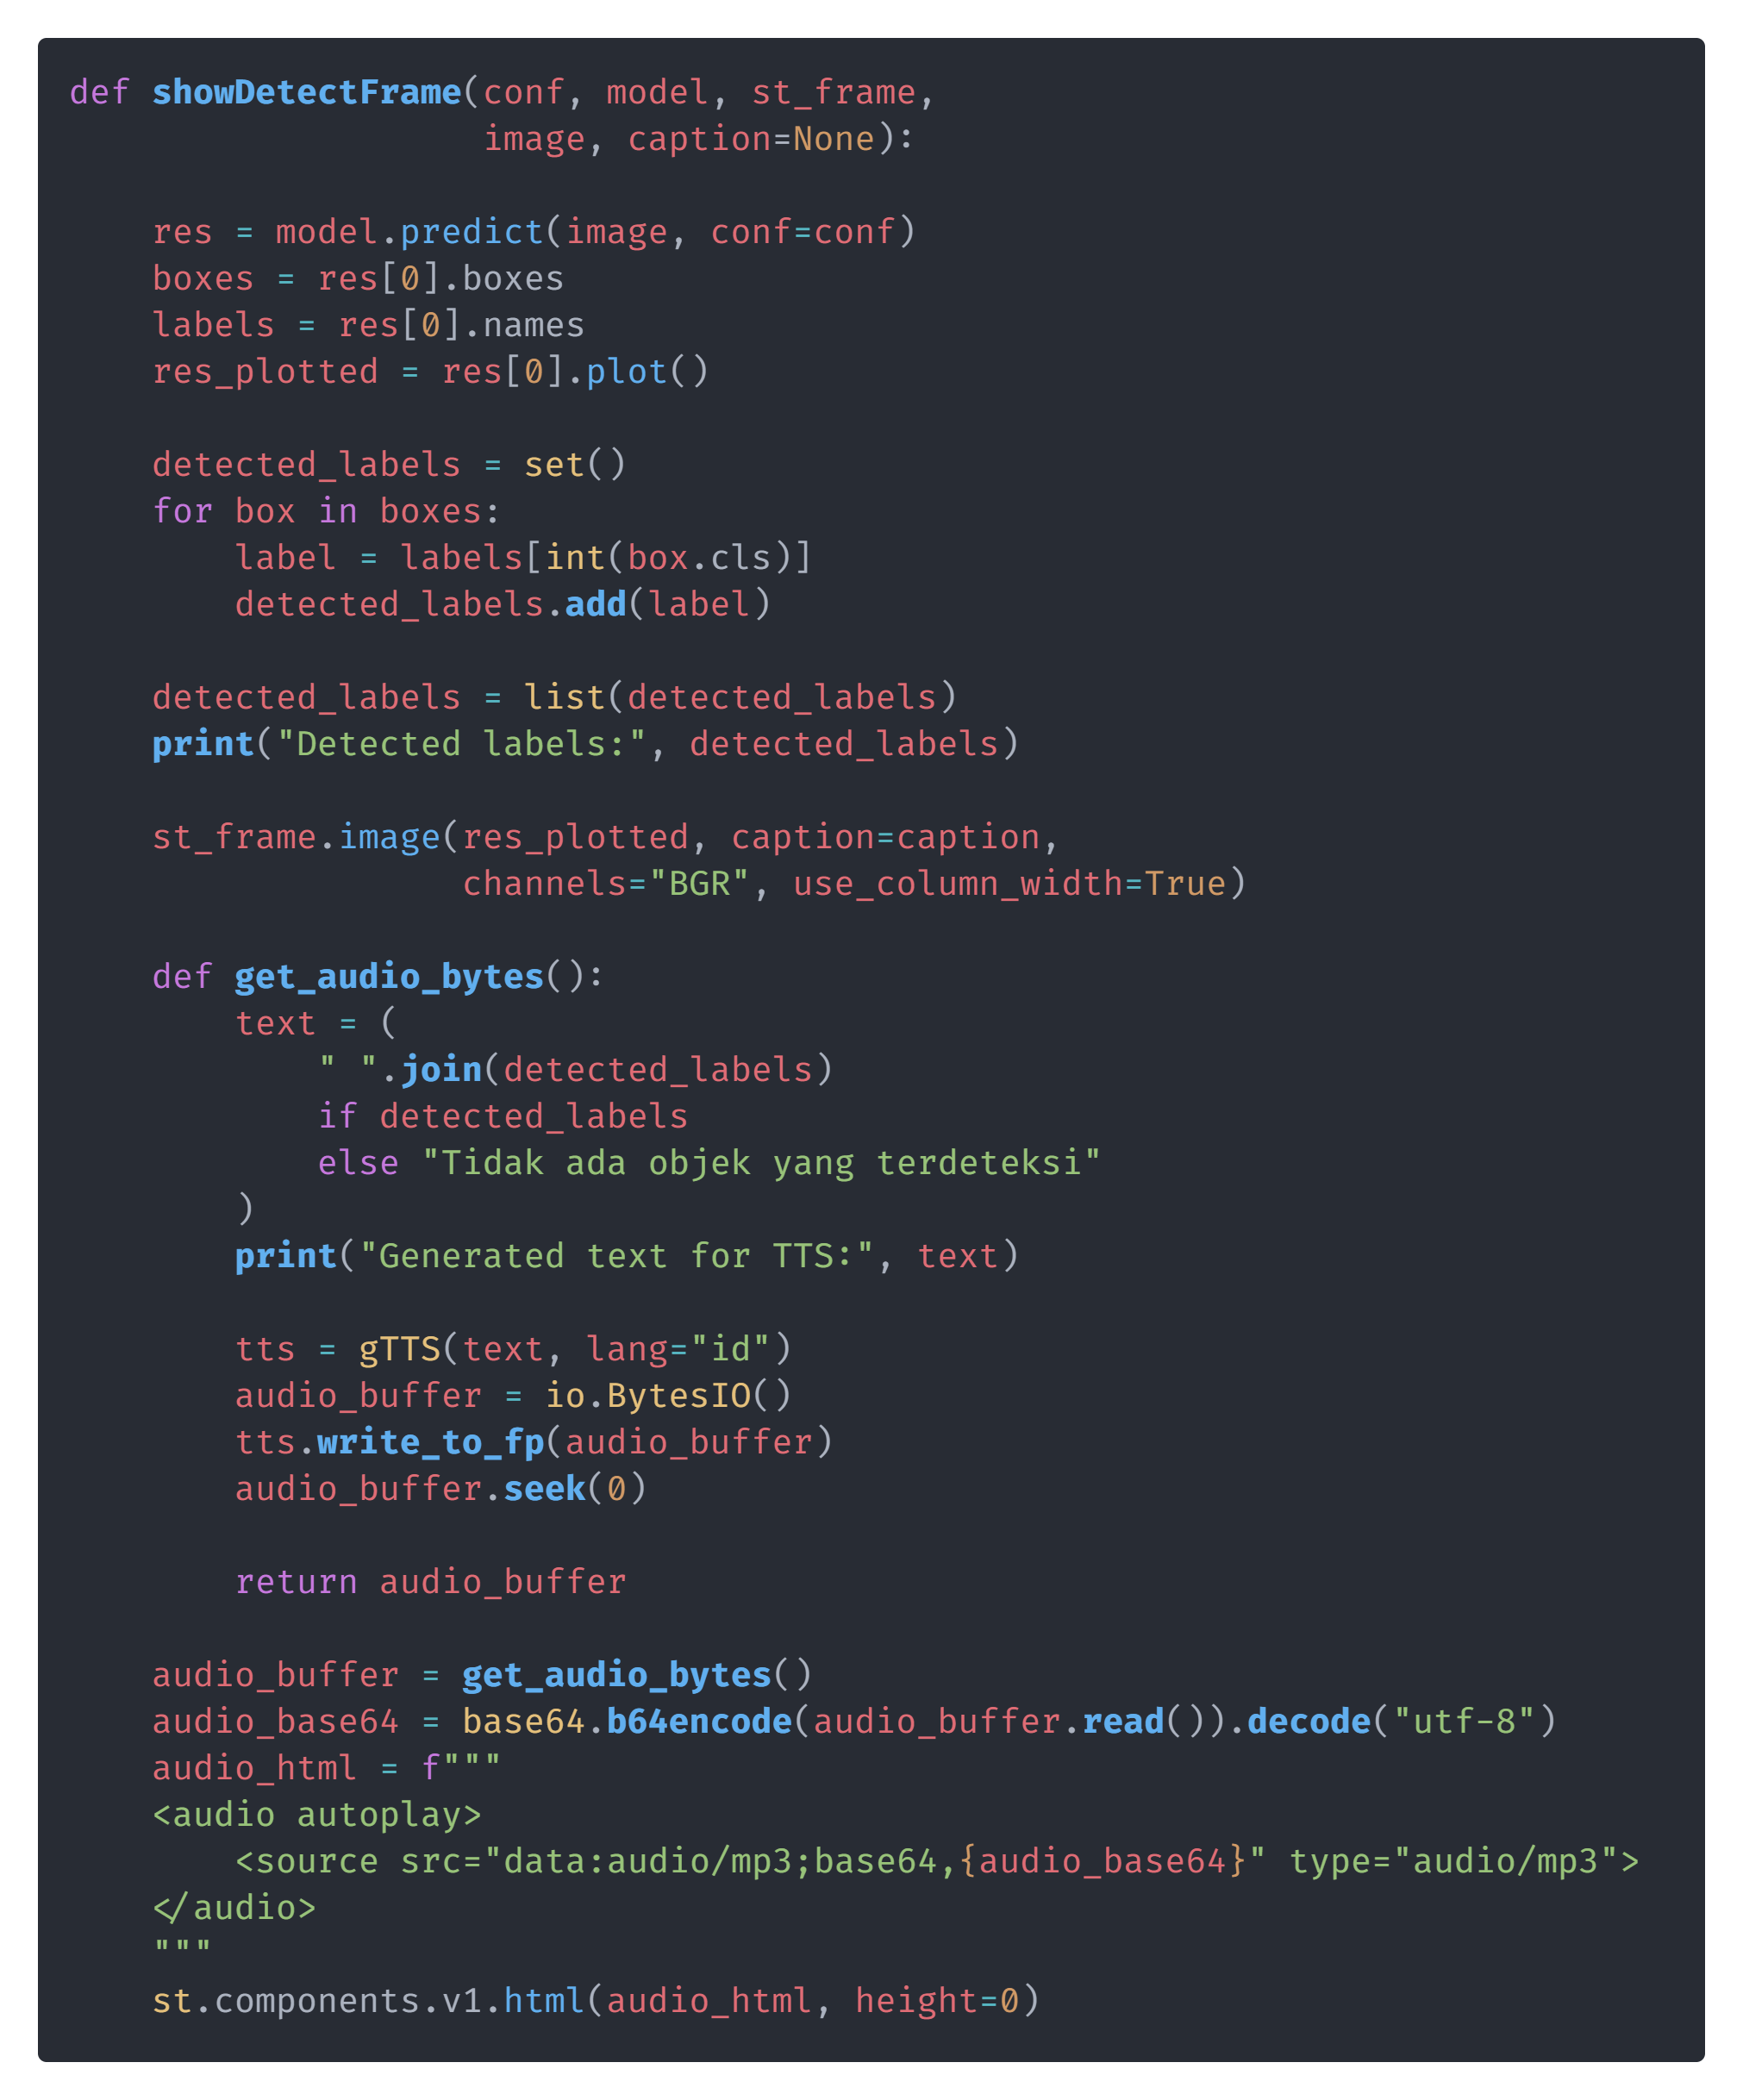 def showDetectFrame(conf, model, st_frame,
                    image, caption=None):

    res = model.predict(image, conf=conf)
    boxes = res[0].boxes
    labels = res[0].names
    res_plotted = res[0].plot()

    detected_labels = set()
    for box in boxes:
        label = labels[int(box.cls)]
        detected_labels.add(label)

    detected_labels = list(detected_labels)
    print("Detected labels:", detected_labels)

    st_frame.image(res_plotted, caption=caption,
                   channels="BGR", use_column_width=True)

    def get_audio_bytes():
        text = (
            " ".join(detected_labels)
            if detected_labels
            else "Tidak ada objek yang terdeteksi"
        )
        print("Generated text for TTS:", text)

        tts = gTTS(text, lang="id")
        audio_buffer = io.BytesIO()
        tts.write_to_fp(audio_buffer)
        audio_buffer.seek(0)

        return audio_buffer

    audio_buffer = get_audio_bytes()
    audio_base64 = base64.b64encode(audio_buffer.read()).decode("utf-8")
    audio_html = f"""
    <audio autoplay>
        <source src="data:audio/mp3;base64,{audio_base64}" type="audio/mp3">
    </audio>
    """
    st.components.v1.html(audio_html, height=0)